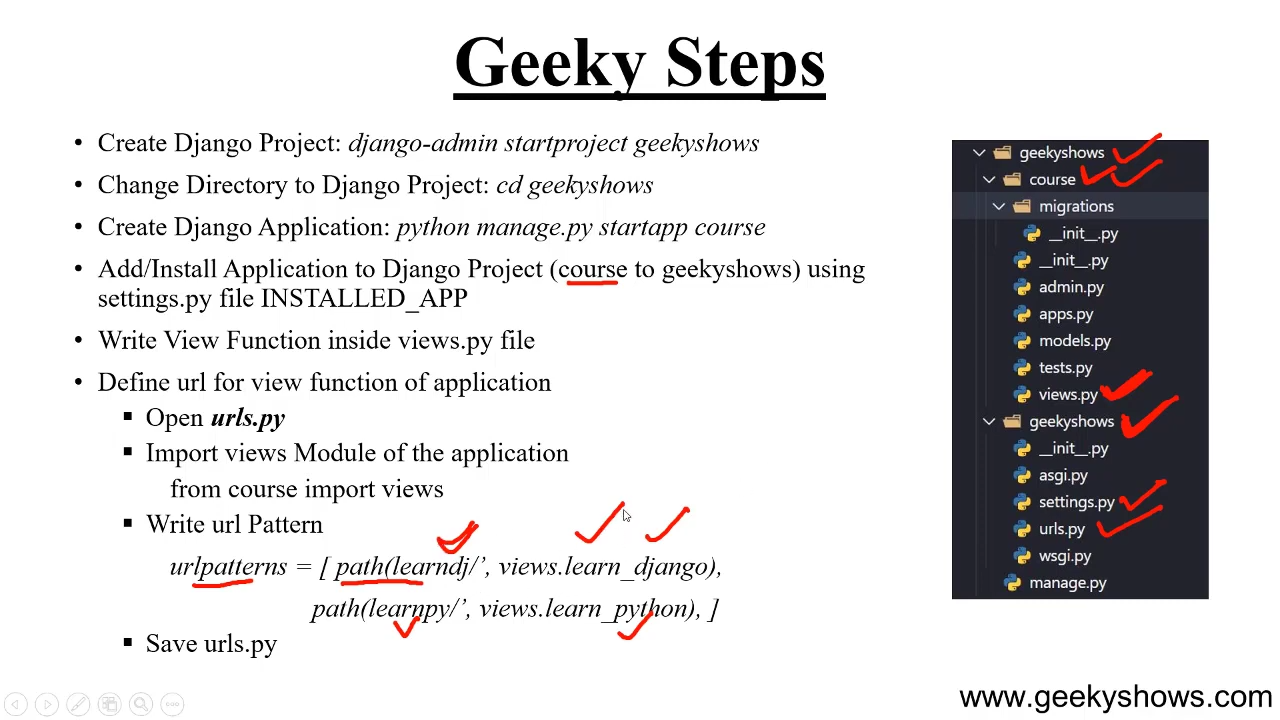 Geeky Steps
• Create Django Project: django-admin startproject geekyshows
• Change Directory to Django Project: cd geekyshows
• Create Django Application: python manage.py startapp course
• Add/Install Application to Django Project (course to geekyshows) using
settings.py file INSTALLED_APP
• Write View Function inside views.py file
• Define url for view function of application
▪ Open urls.py
▪ Import views Module of the application
from course import views
▪ Write url Pattern
urlpatterns = [ path(learndj/’, views.learn_django),
path(learnpy/’, views.learn_python), ]
▪ Save urls.py
geekyshows
course
migrations
__init__.py
__init__.py
admin.py
apps.py
models.py
tests.py
views.py
geekyshows
__init__.py
asgi.py
settings.py
urls.py
wsgi.py
manage.py
www.geekyshows.com